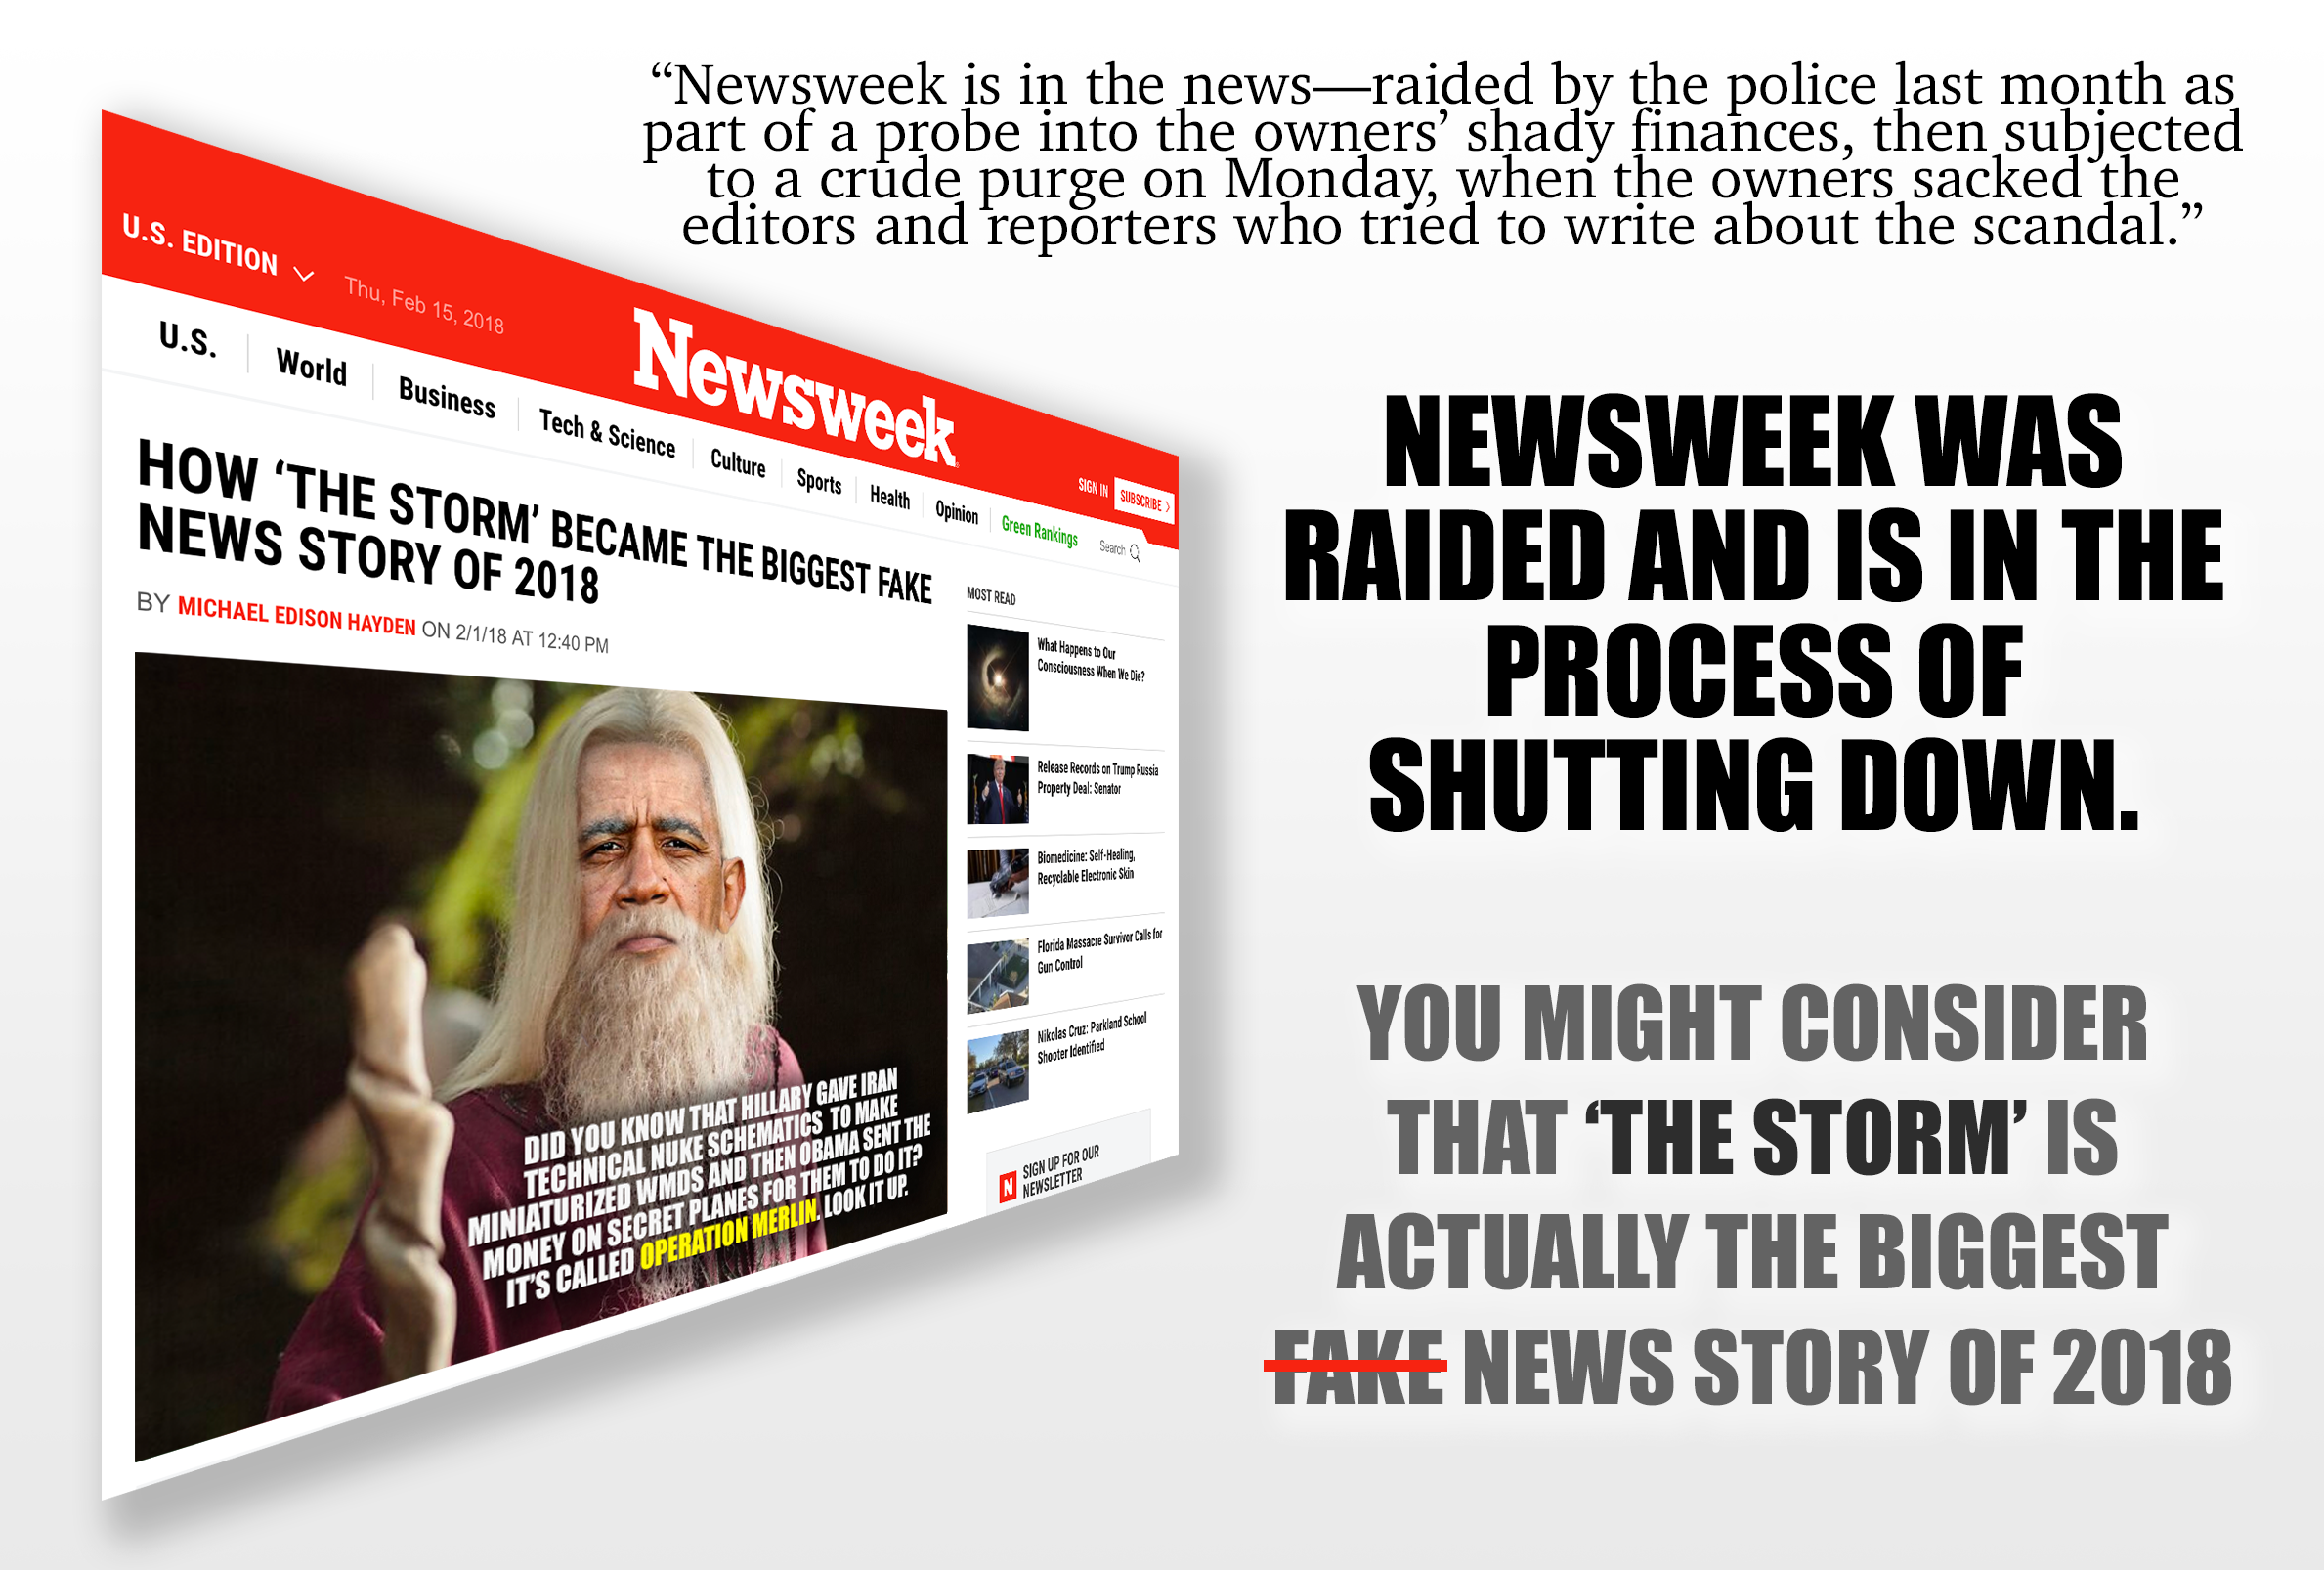 “Newsweek is in the news—raided by the police last month as
part of a probe into the owners’ shady finances, then subjected
to a crude purge on Monday, when the owners sacked the
editors and reporters who tried to write about the scandal.”
U.S. EDITION
Thu, Feb 15, 2018
Newsweek
SIGN IN
SUBSCRIBE >
U.S.
World
Business
Tech & Science
Culture
Sports
Health
Opinion
Green Rankings
Search
HOW ‘THE STORM’ BECAME THE BIGGEST FAKE
NEWS STORY OF 2018
BY MICHAEL EDISON HAYDEN ON 2/1/18 AT 12:40 PM
DID YOU KNOW THAT HILLARY GAVE IRAN
TECHNICAL NUKE SCHEMATICS TO MAKE
MINIATURIZED WMDS AND THEN OBAMA SENT THE
MONEY ON SECRET PLANES FOR THEM TO DO IT?
IT’S CALLED OPERATION MERLIN. LOOK IT UP.
MOST READ
What Happens to Our
Consciousness When We Die?
Release Records on Trump Russia
Property Deal: Senator
Biomedicine: Self-Healing,
Recyclable Electronic Skin
Florida Massacre Survivor Calls for
Gun Control
Nikolas Cruz: Parkland School
Shooter Identified
N
SIGN UP FOR OUR
NEWSLETTER
NEWSWEEK WAS
RAIDED AND IS IN THE
PROCESS OF
SHUTTING DOWN.
YOU MIGHT CONSIDER
THAT ‘THE STORM’ IS
ACTUALLY THE BIGGEST
FAKE NEWS STORY OF 2018